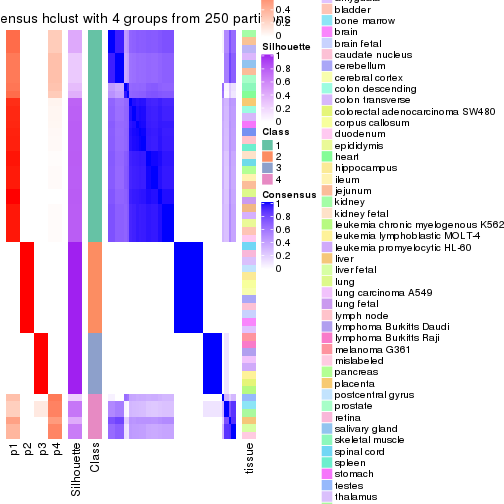 ensus hclust with 4 groups from 250 partitions
0.4
0.2
0
Silhouette
1
0.8
0.6
0.4
0.2
0
Class
1
2
3
4
Consensus
1
0.8
0.6
0.4
0.2
0
p1
p2
p3
p4
Silhouette
Class
tissue
amygdala
bladder
bone marrow
brain
brain fetal
caudate nucleus
cerebellum
cerebral cortex
colon descending
colon transverse
colorectal adenocarcinoma SW480
corpus callosum
duodenum
epididymis
heart
hippocampus
ileum
jejunum
kidney
kidney fetal
leukemia chronic myelogenous K562
leukemia lymphoblastic MOLT-4
leukemia promyelocytic HL-60
liver
liver fetal
lung
lung carcinoma A549
lung fetal
lymph node
lymphoma Burkitts Daudi
lymphoma Burkitts Raji
melanoma G361
mislabeled
pancreas
placenta
postcentral gyrus
prostate
retina
salivary gland
skeletal muscle
spinal cord
spleen
stomach
testes
thalamus